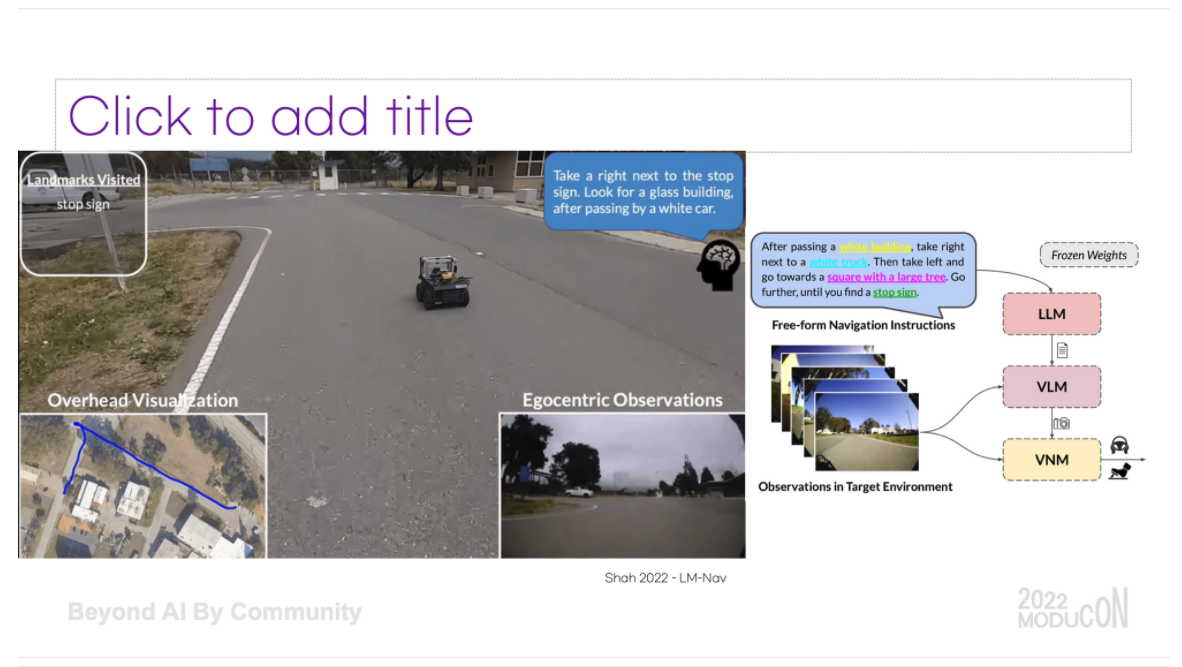 Click to add title
Landmarks Visited
stop sign
Take a right next to the stop
sign. Look for a glass building,
after passing by a white car.
Overhead Visualization
Egocentric Observations
After passing a white building, take right
next to a white truck. Then take left and
go towards a square with a large tree. Go
further, until you find a stop sign.
Free-form Navigation Instructions
Observations in Target Environment
Frozen Weights
LLM
VLM
VNM
Shah 2022 - LM-Nav
Beyond AI By Community
2022
MODUCON